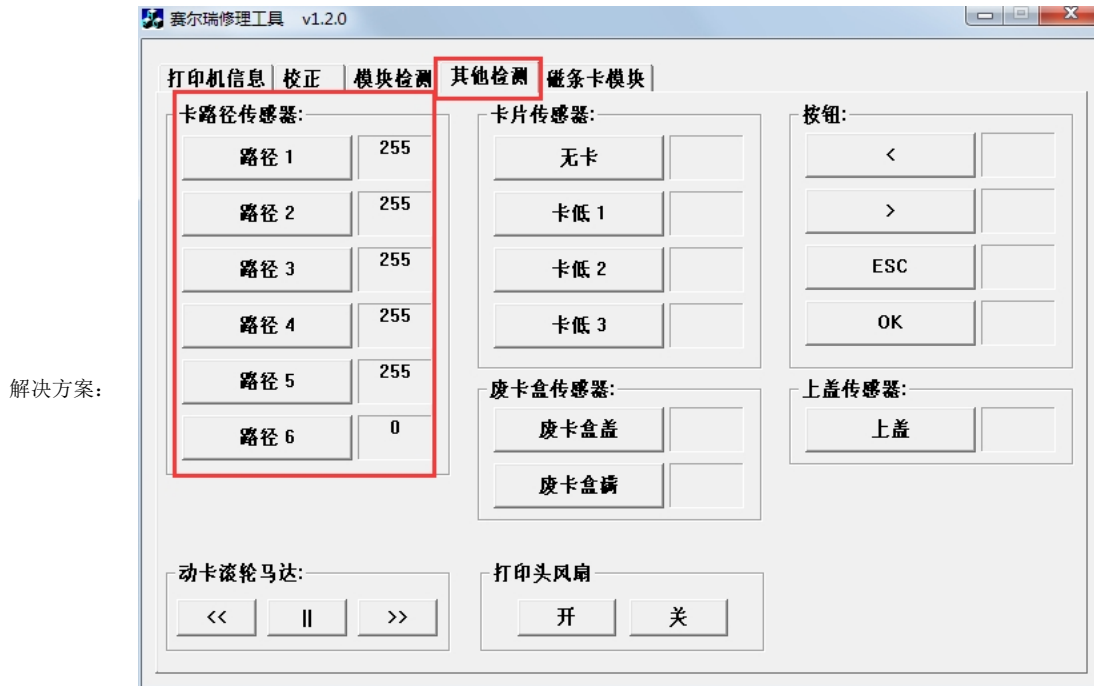 赛尔瑞修理工具 v1.2.0
打印机信息 校正 模块检测 其他检测 磁条卡模块
卡路径传感器:
路径 1 255
路径 2 255
路径 3 255
路径 4 255
路径 5 255
路径 6 0
卡片传感器:
无卡
卡低 1
卡低 2
卡低 3
按钮:
<
>
ESC
OK
解决方案:
废卡盒传感器:
废卡盒盖
废卡盒满
上盖传感器:
上盖
动卡滚轮马达:
<< || >>
打印头风扇
开 关